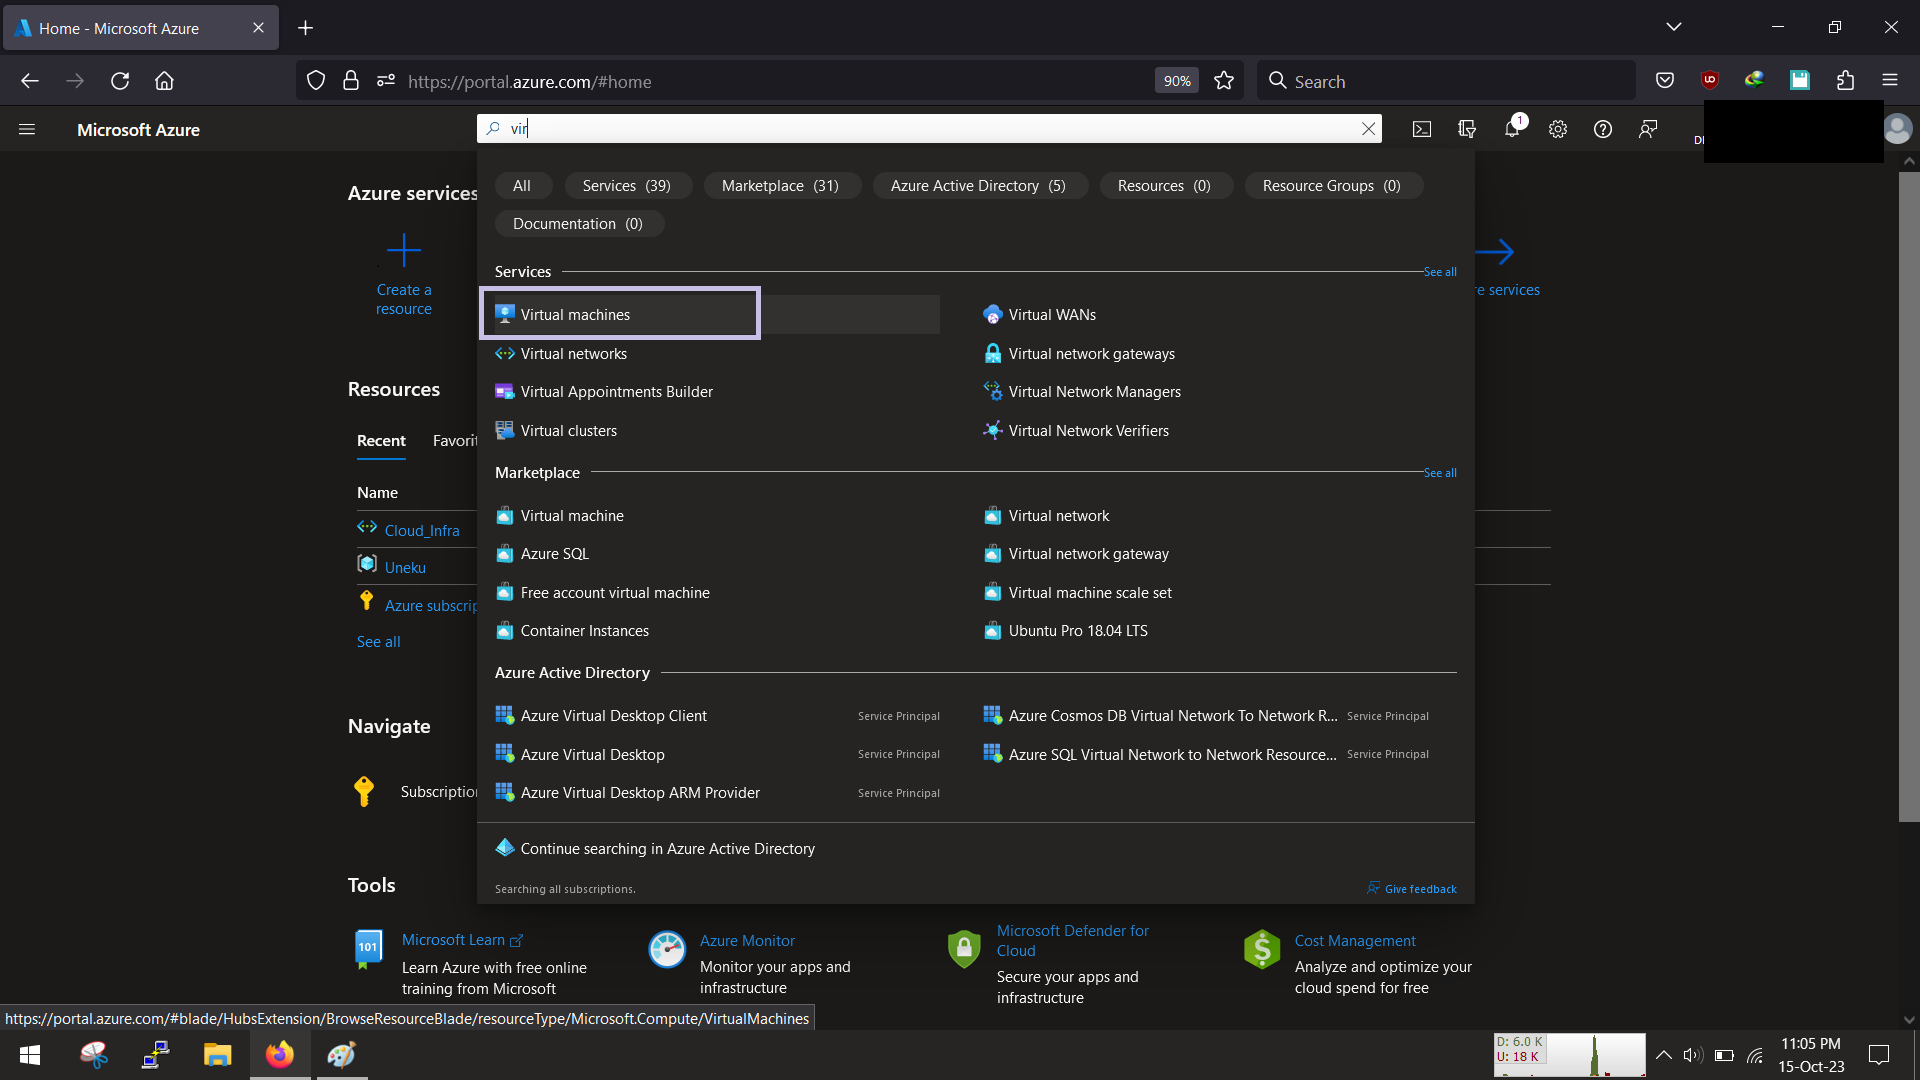 Home - Microsoft Azure
https://portal.azure.com/#home
90%
Search
Microsoft Azure
vir
1
All
Services (39)
Marketplace (31)
Azure Active Directory (5)
Resources (0)
Resource Groups (0)
Documentation (0)
Azure services
Create a
resource
Services
See all
Virtual machines
Virtual WANs
Virtual networks
Virtual network gateways
Virtual Appointments Builder
Virtual Network Managers
Virtual clusters
Virtual Network Verifiers
services
Resources
Recent
Name
Cloud_Infra
Uneku
Azure
See all
Marketplace
See all
Virtual machine
Virtual network
Azure SQL
Virtual network gateway
Free account virtual machine
Virtual machine scale set
Container Instances
Ubuntu Pro 18.04 LTS
Azure Active Directory
Azure Virtual Desktop Client Service Principal
Azure Cosmos DB Virtual Network To Network R... Service Principal
Azure Virtual Desktop Service Principal
Azure SQL Virtual Network to Network Resource... Service Principal
Azure Virtual Desktop ARM Provider Service Principal
Continue searching in Azure Active Directory
Searching all subscriptions.
Give feedback
Navigate
Tools
101
Microsoft Learn
Learn Azure with free online
training from Microsoft
Azure Monitor
Monitor your apps and
infrastructure
Microsoft Defender for
Cloud
Secure your apps and
infrastructure
Cost Management
Analyze and optimize your
cloud spend for free
https://portal.azure.com/#blade/HubsExtension/BrowseResourceBlade/resourceType/Microsoft.Compute/VirtualMachines
D: 6.0 K
U: 18 K
11:05 PM
15-Oct-23